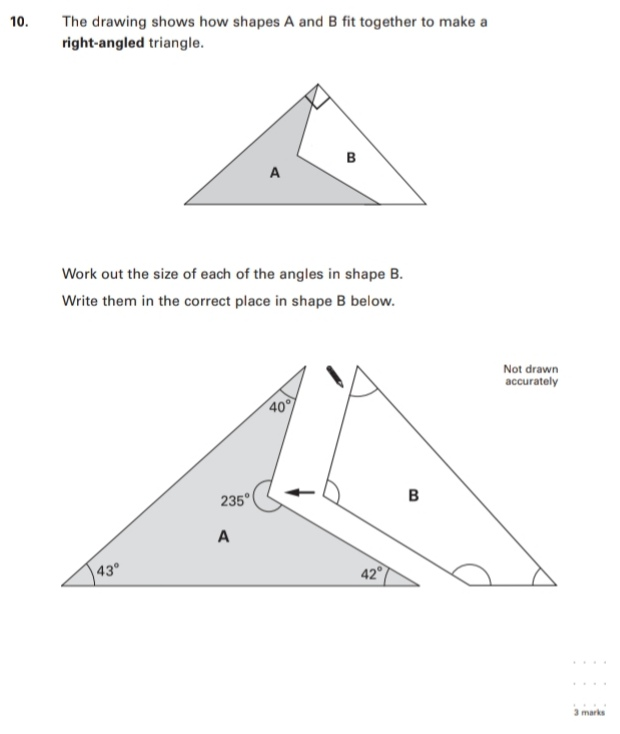 10. The drawing shows how shapes A and B fit together to make a
right-angled triangle.
B
A
Work out the size of each of the angles in shape B.
Write them in the correct place in shape B below.
Not drawn
accurately
40°
235°
B
A
43°
42°
3 marks